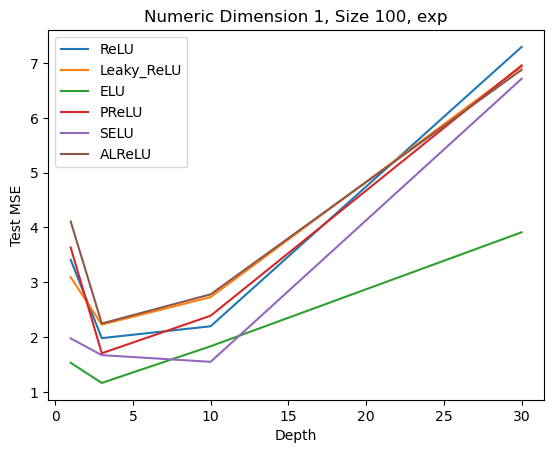 Numeric Dimension 1, Size 100, exp
ReLU
Leaky_ReLU
ELU
PReLU
SELU
ALReLU
Test MSE
7
6
5
4
3
2
1
0 5 10 15 20 25 30
Depth